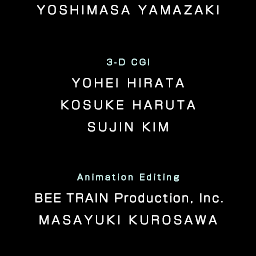 YOSHIMASA YAMAZAKI
3-D CGI
YOHEI HIRATA
KOSUKE HARUTA
SUJIN KIM
Animation Editing
BEE TRAIN Production, Inc.
MASAYUKI KUROSAWA